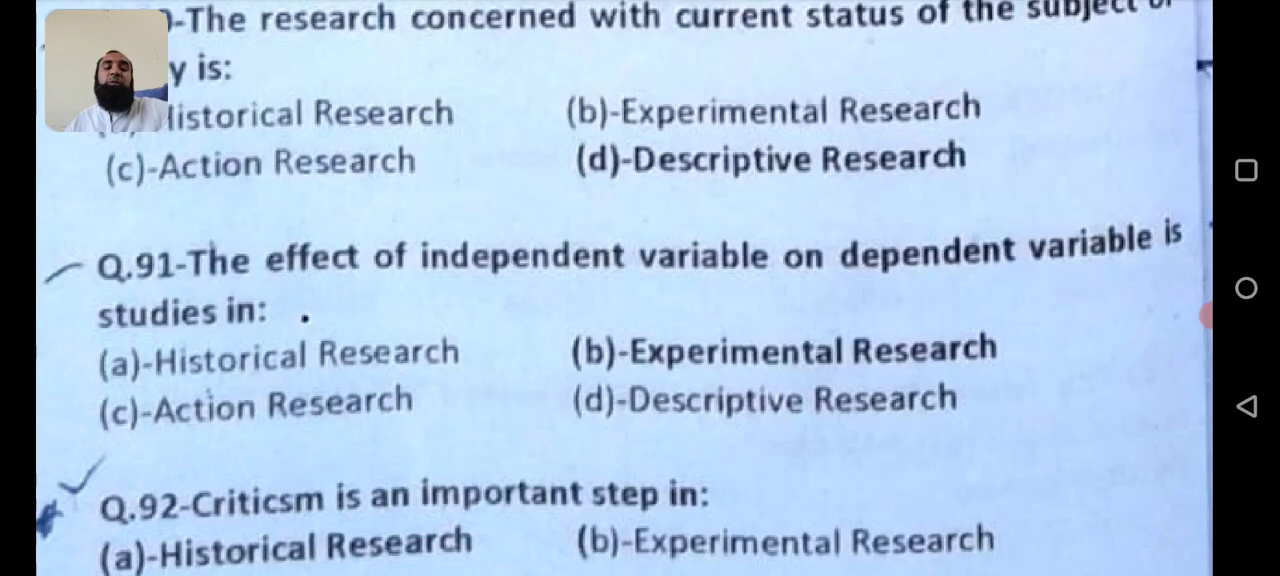 -The research concerned with current status of the subject of
y is:
Historical Research (b)-Experimental Research
(c)-Action Research (d)-Descriptive Research
Q.91-The effect of independent variable on dependent variable is
studies in: .
(a)-Historical Research (b)-Experimental Research
(c)-Action Research (d)-Descriptive Research
Q.92-Criticsm is an important step in:
(a)-Historical Research (b)-Experimental Research